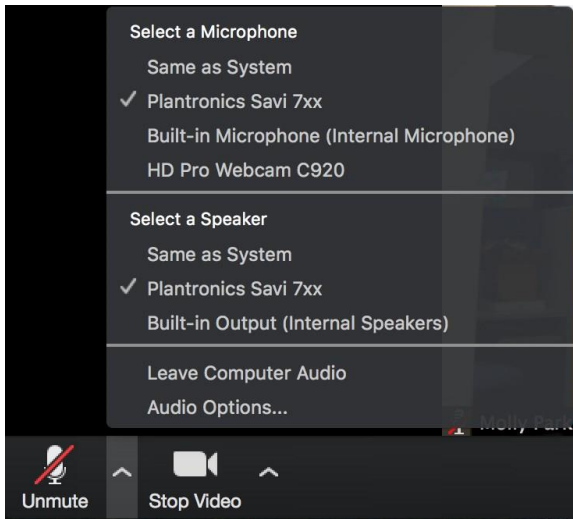 Select a Microphone
Same as System
Plantronics Savi 7xx
Built-in Microphone (Internal Microphone)
HD Pro Webcam C920
Select a Speaker
Same as System
Plantronics Savi 7xx
Built-in Output (Internal Speakers)
Leave Computer Audio
Audio Options...
Molly Park
Unmute
Stop Video